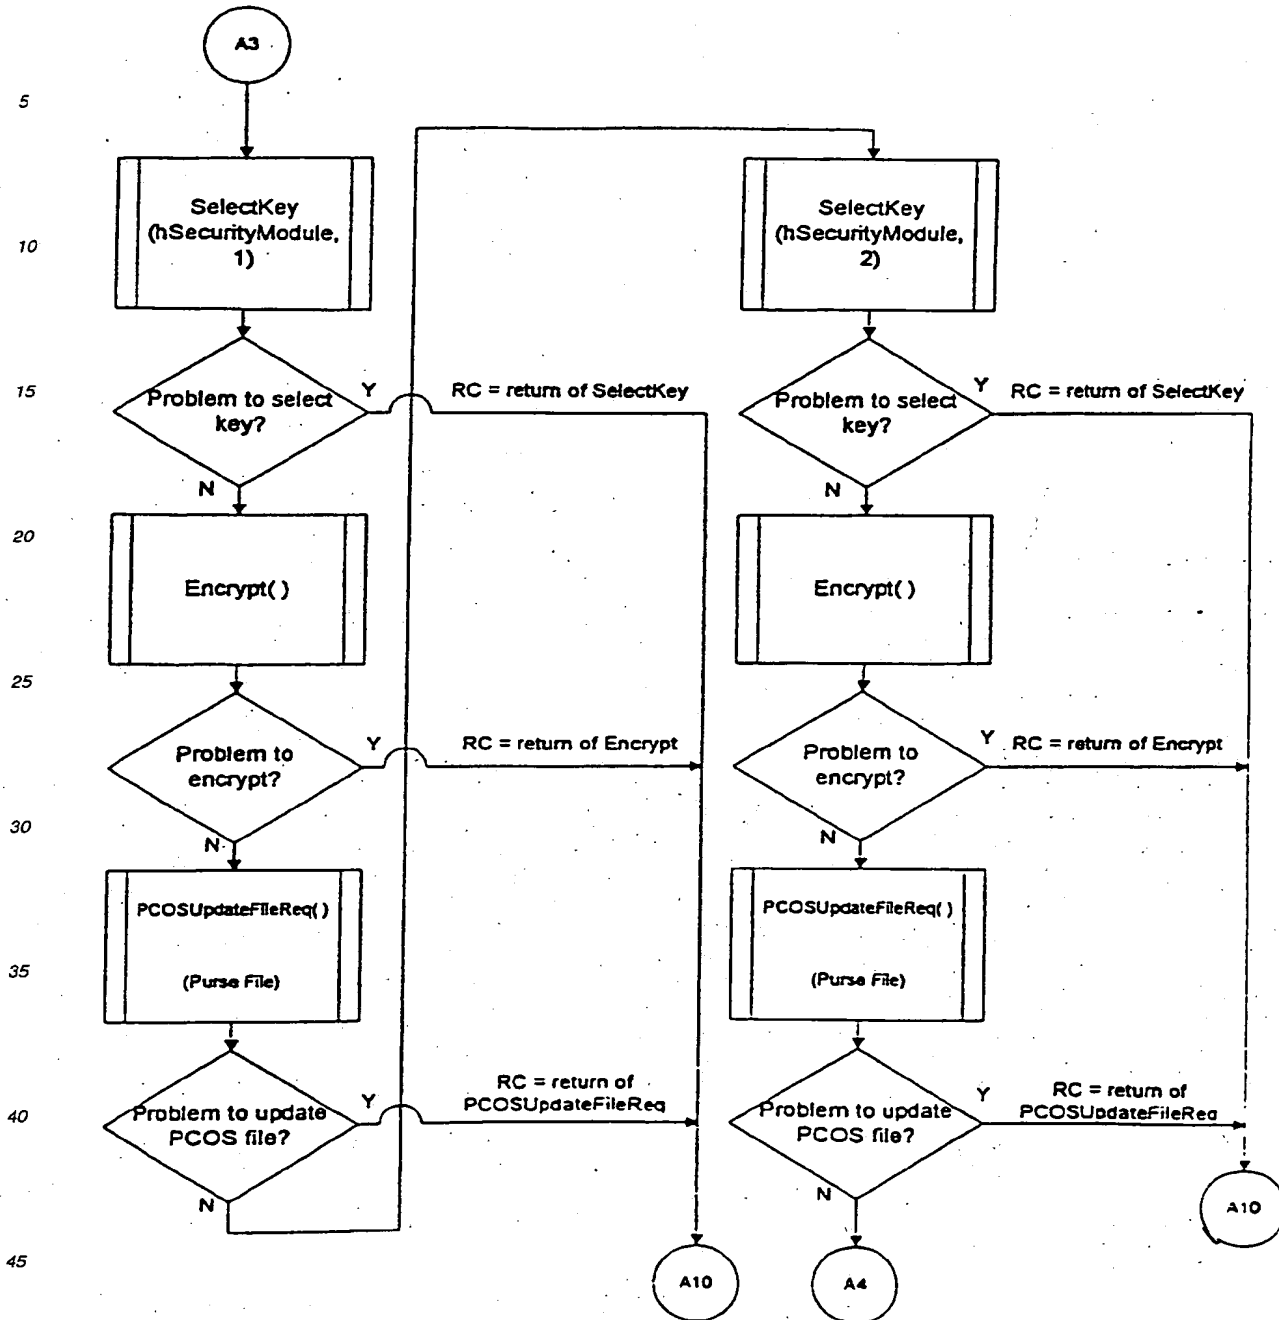 A3
5
SelectKey
(hSecurityModule,
1)
10
Problem to select
key?
Y
RC = return of SelectKey
15
N
Encrypt( )
20
25
Problem to
encrypt?
Y
RC = return of Encrypt
N
30
PCOSUpdateFileReq( )
(Purse File)
35
Problem to update
PCOS file?
Y
RC = return of
PCOSUpdateFileReq
40
N
45
A10
SelectKey
(hSecurityModule,
2)
Problem to select
key?
Y
RC = return of SelectKey
N
Encrypt( )
Problem to
encrypt?
Y
RC = return of Encrypt
N
PCOSUpdateFileReq( )
(Purse File)
Problem to update
PCOS file?
Y
RC = return of
PCOSUpdateFileReq
N
A4
A10